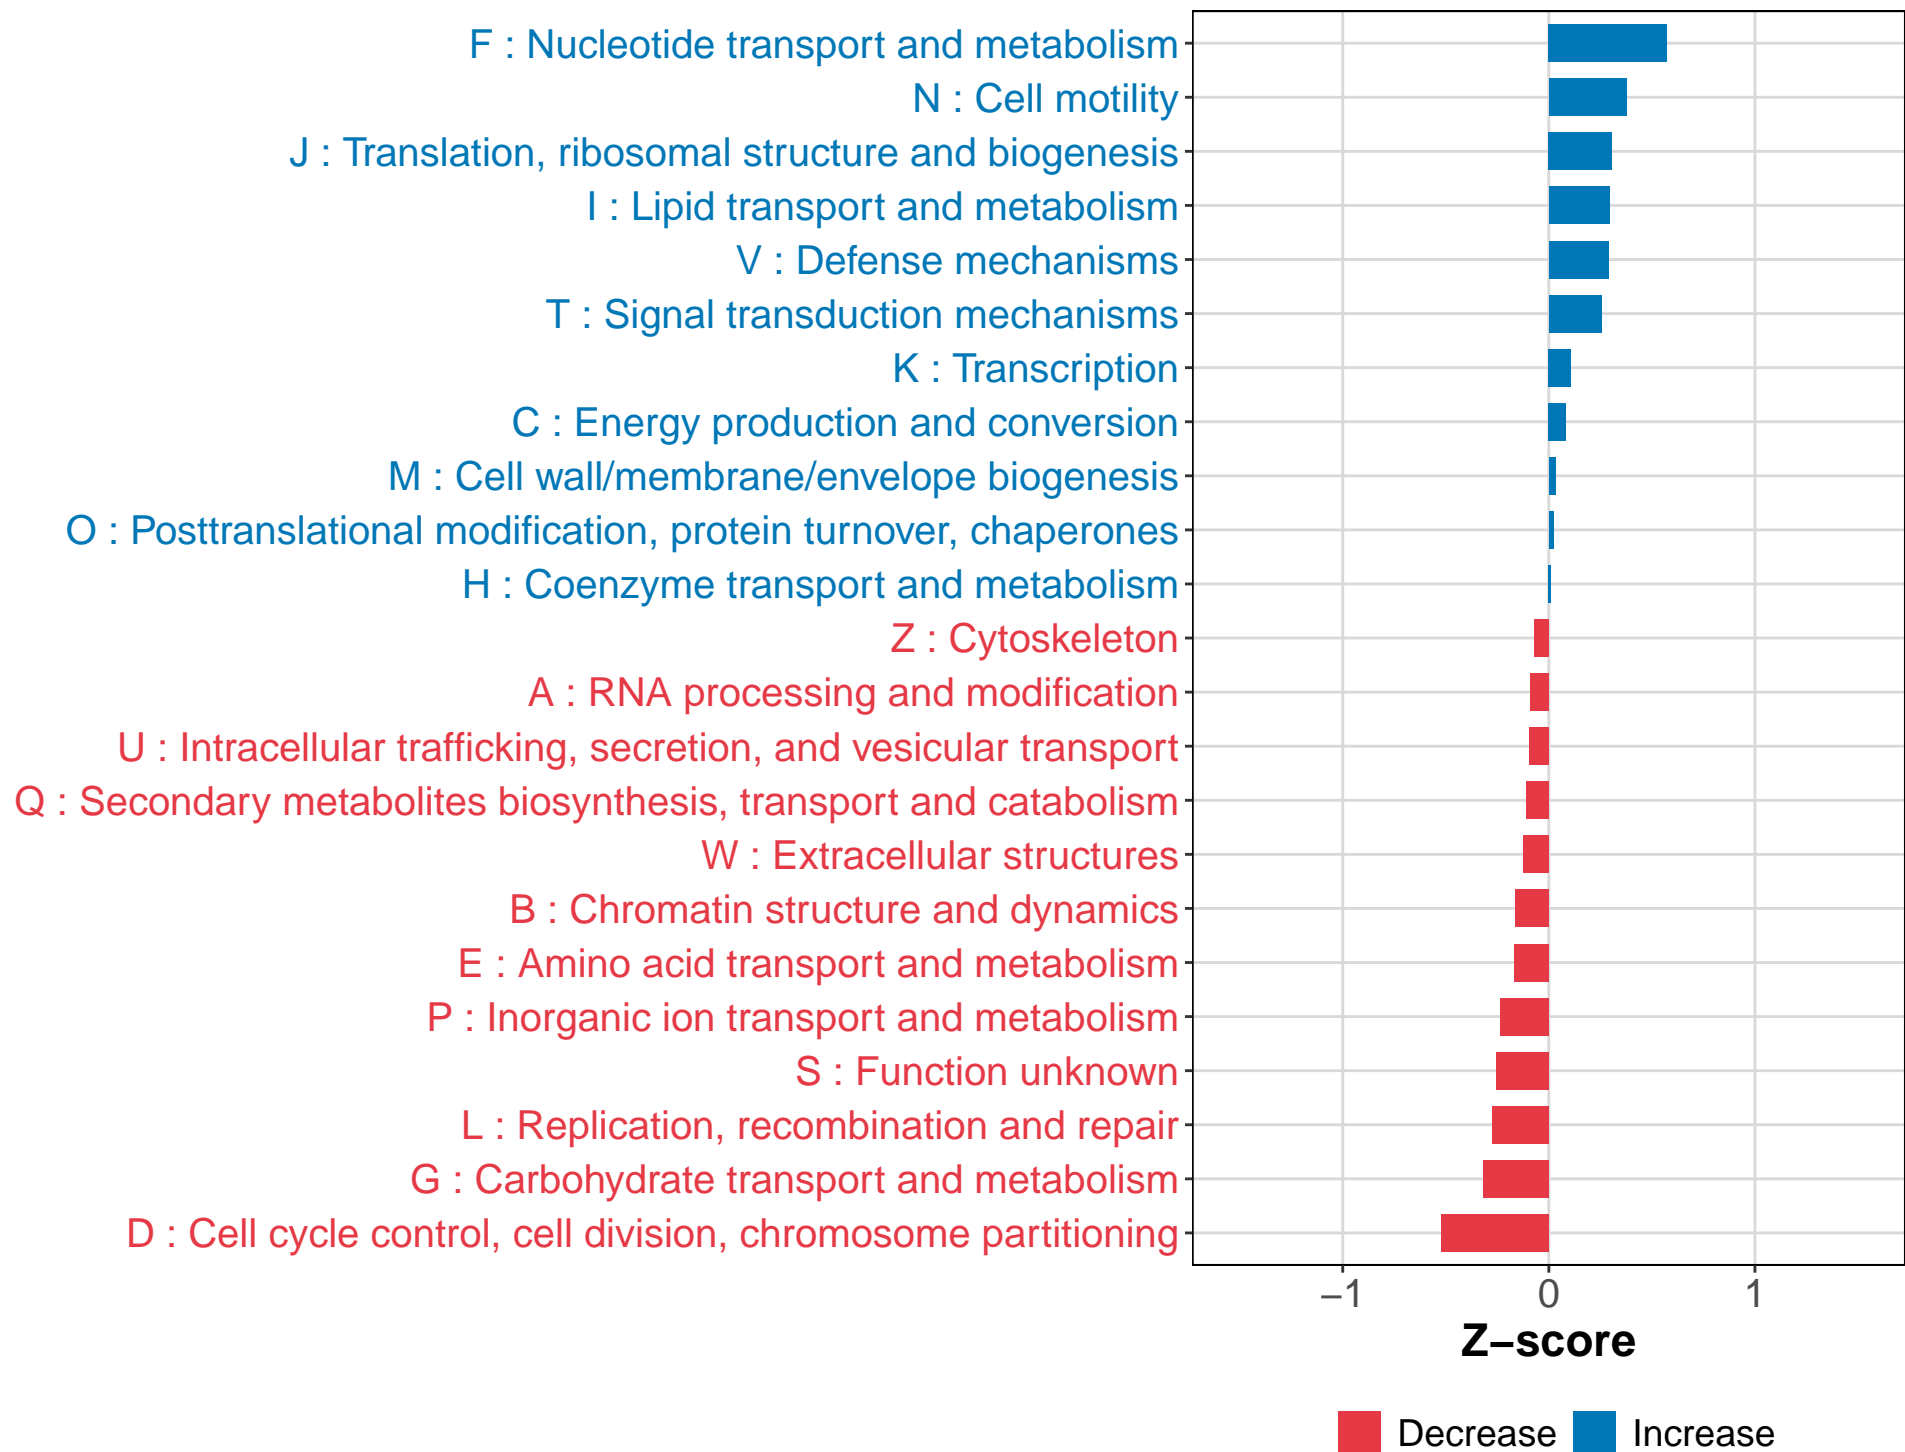 F : Nucleotide transport and metabolism
N : Cell motility
J : Translation, ribosomal structure and biogenesis
I : Lipid transport and metabolism
V : Defense mechanisms
T : Signal transduction mechanisms
K : Transcription
C : Energy production and conversion
M : Cell wall/membrane/envelope biogenesis
O : Posttranslational modification, protein turnover, chaperones
H : Coenzyme transport and metabolism
Z : Cytoskeleton
A : RNA processing and modification
U : Intracellular trafficking, secretion, and vesicular transport
Q : Secondary metabolites biosynthesis, transport and catabolism
W : Extracellular structures
B : Chromatin structure and dynamics
E : Amino acid transport and metabolism
P : Inorganic ion transport and metabolism
S : Function unknown
L : Replication, recombination and repair
G : Carbohydrate transport and metabolism
D : Cell cycle control, cell division, chromosome partitioning
−1 0 1
Z−score
Decrease Increase